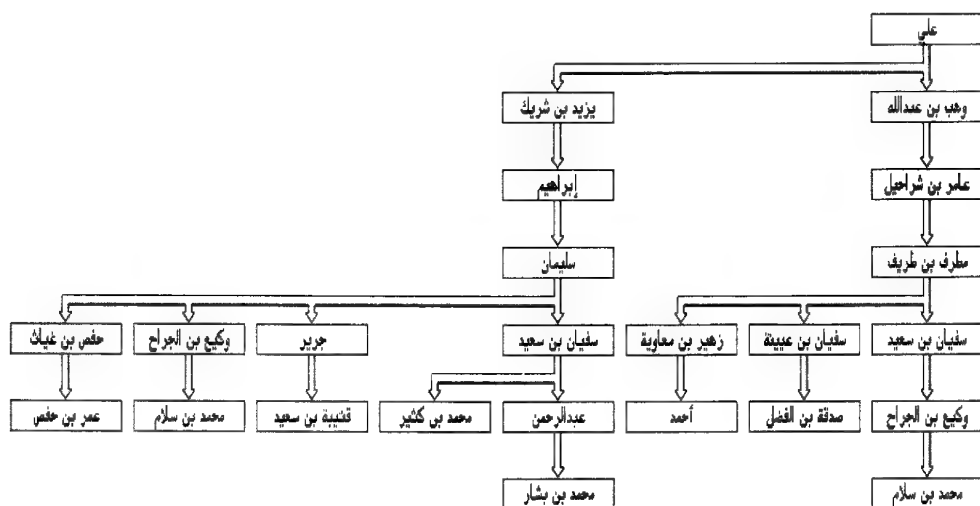 علي
وهب بن عبدالله
يزيد بن شريك
عامر بن شراحيل
إبراهيم
مطرف بن طريف
سليمان
سفيان بن سعيد
سفيان بن عيينة
زهير بن معاوية
سفيان بن سعيد
جرير
وكيع بن الجراح
حفص بن غياث
وكيع بن الجراح
صدقة بن الفضل
أحمد
عبدالرحمن
محمد بن كثير
قتيبة بن سعيد
محمد بن سلام
عمر بن حفص
محمد بن سلام
محمد بن بشار